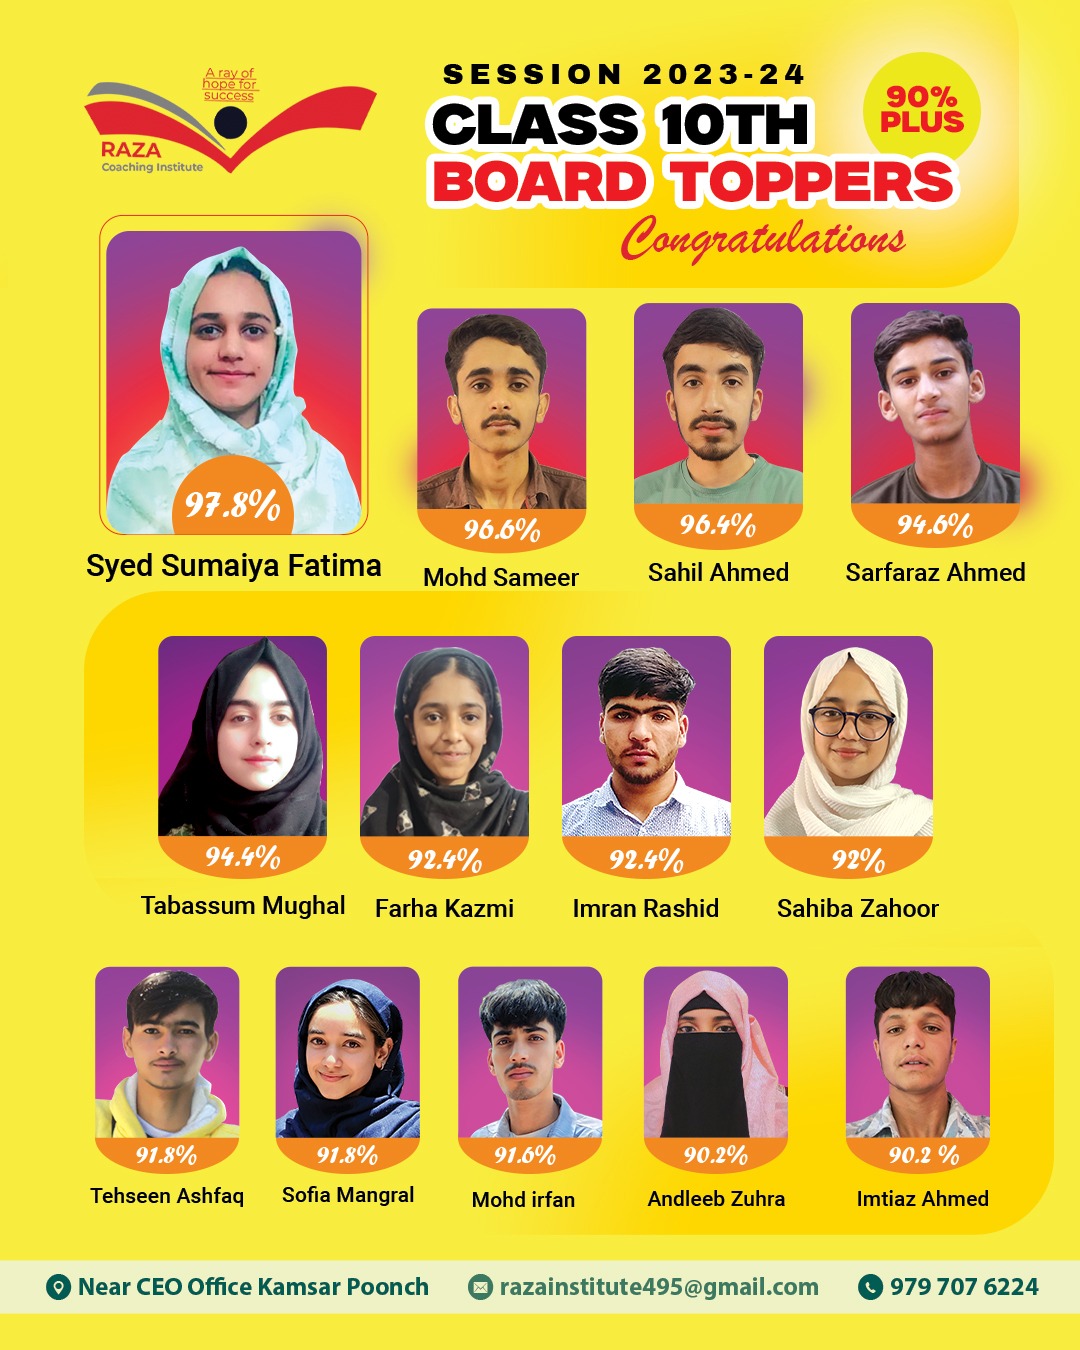 A ray of
hope for
success
RAZA
Coaching Institute
SESSION 2023-24
CLASS 10TH
BOARD TOPPERS
Congratulations
90%
PLUS
97.8%
Syed Sumaiya Fatima
96.6%
Mohd Sameer
96.4%
Sahil Ahmed
94.6%
Sarfaraz Ahmed
94.4%
Tabassum Mughal
92.4%
Farha Kazmi
92.4%
Imran Rashid
92%
Sahiba Zahoor
91.8%
Tehseen Ashfaq
91.8%
Sofia Mangral
91.6%
Mohd irfan
90.2%
Andleeb Zuhra
90.2 %
Imtiaz Ahmed
Near CEO Office Kamsar Poonch
razainstitute495@gmail.com
979 707 6224